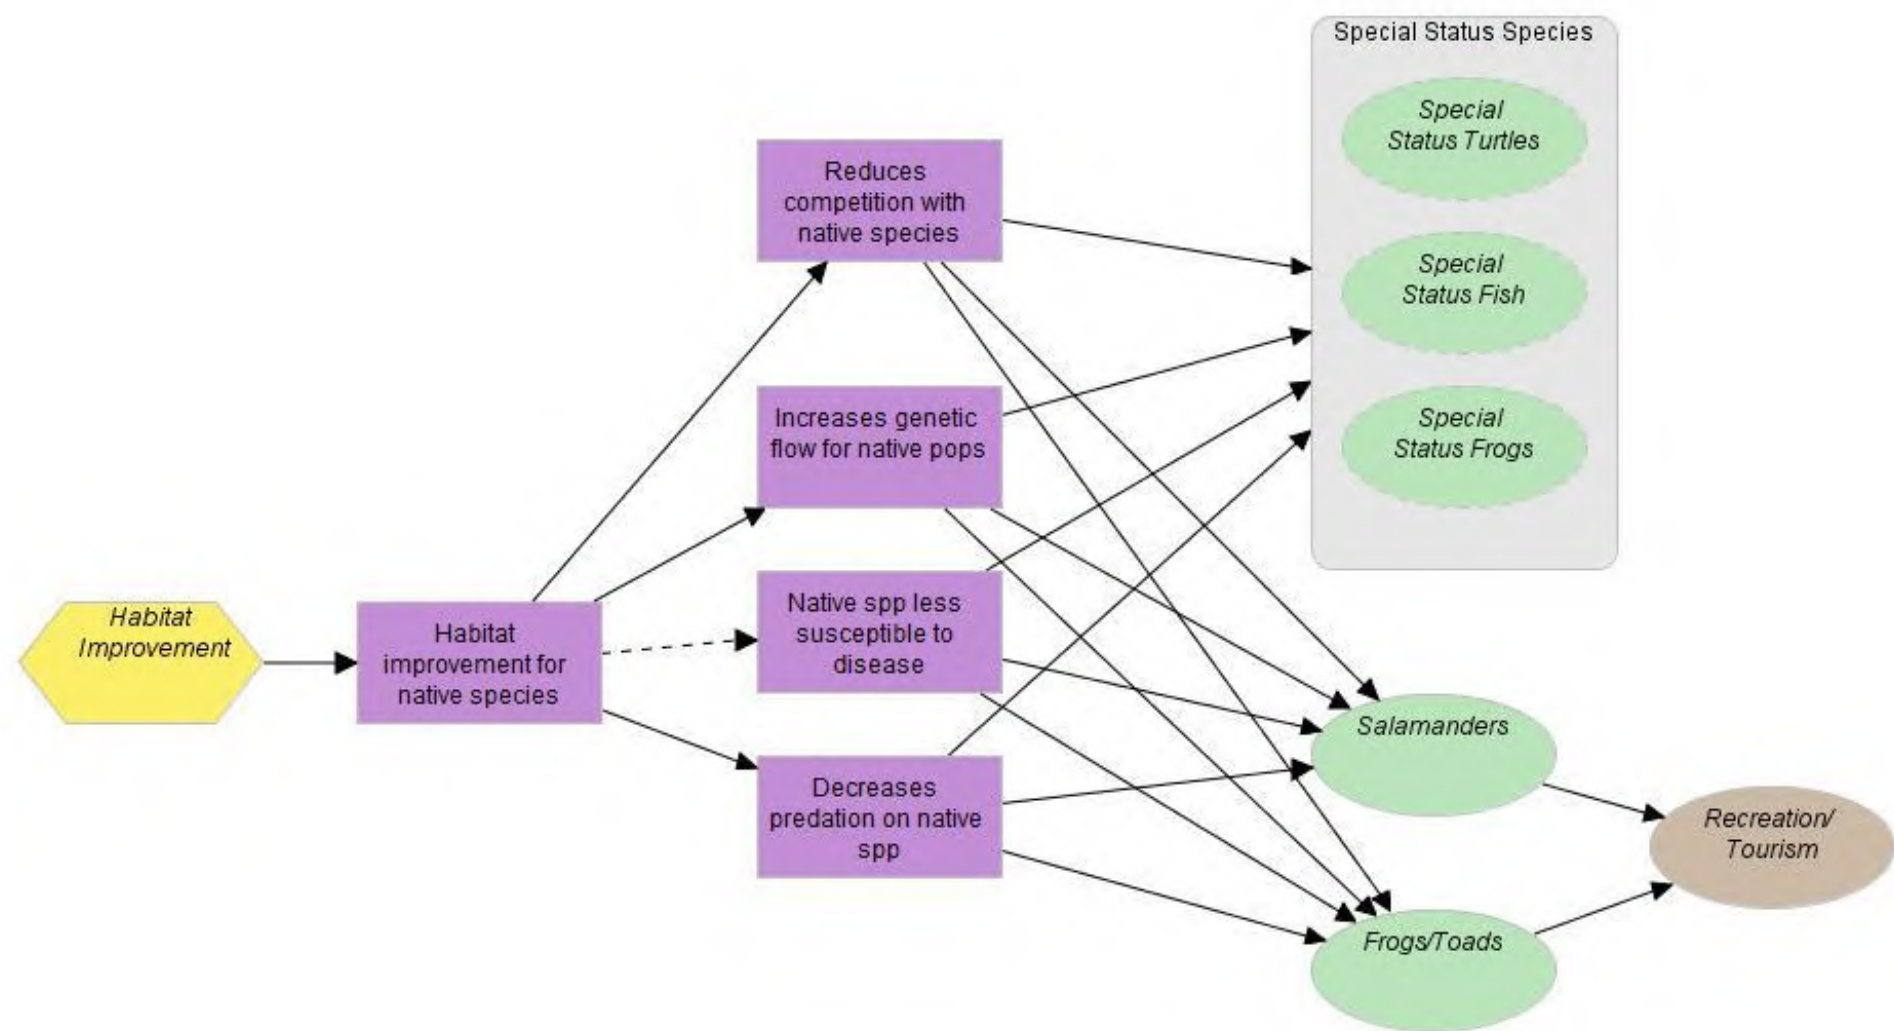 Special Status Species
Special
Status Turtles
Special
Status Fish
Special
Status Frogs
Reduces
competition with
native species
Increases genetic
flow for native pops
Native spp less
susceptible to
disease
Decreases
predation on native
spp
Habitat
Improvement
Habitat
improvement for
native species
Salamanders
Frogs/Toads
Recreation/
Tourism